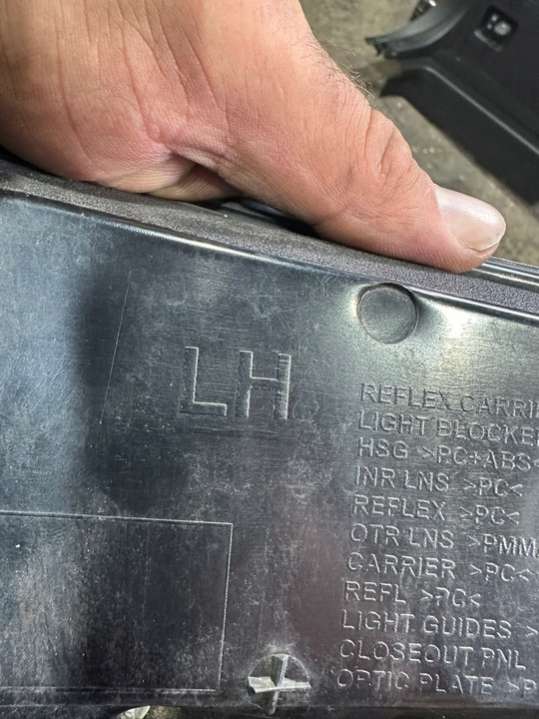 LH
REFLEX CARRIE
LIGHT BLOCKE
HSG >PC+ABS<
INR LNS >PC<
REFLEX >PC<
OTR LNS >PMM
CARRIER >PC<
REFL >PC<
LIGHT GUIDES >
CLOSEOUT PNL
OPTIC PLATE >P